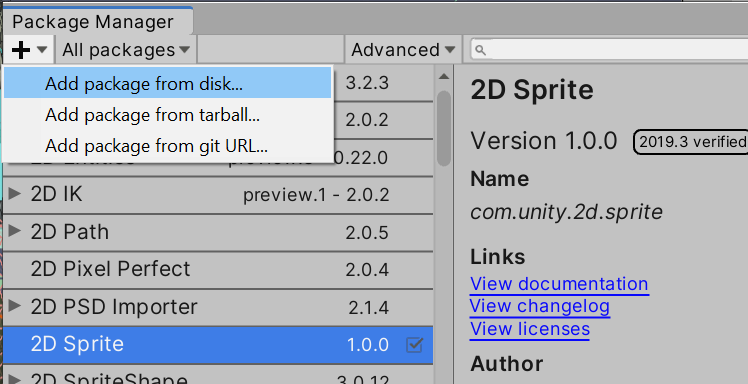 Package Manager
All packages
Advanced
Add package from disk...
Add package from tarball...
Add package from git URL...
3.2.3
2.0.2
0.22.0
2D IK preview.1 - 2.0.2
2D Path 2.0.5
2D Pixel Perfect 2.0.4
2D PSD Importer 2.1.4
2D Sprite 1.0.0
2D SpriteShape 3.0.12
2D Sprite
Version 1.0.0 2019.3 verified
Name
com.unity.2d.sprite
Links
View documentation
View changelog
View licenses
Author